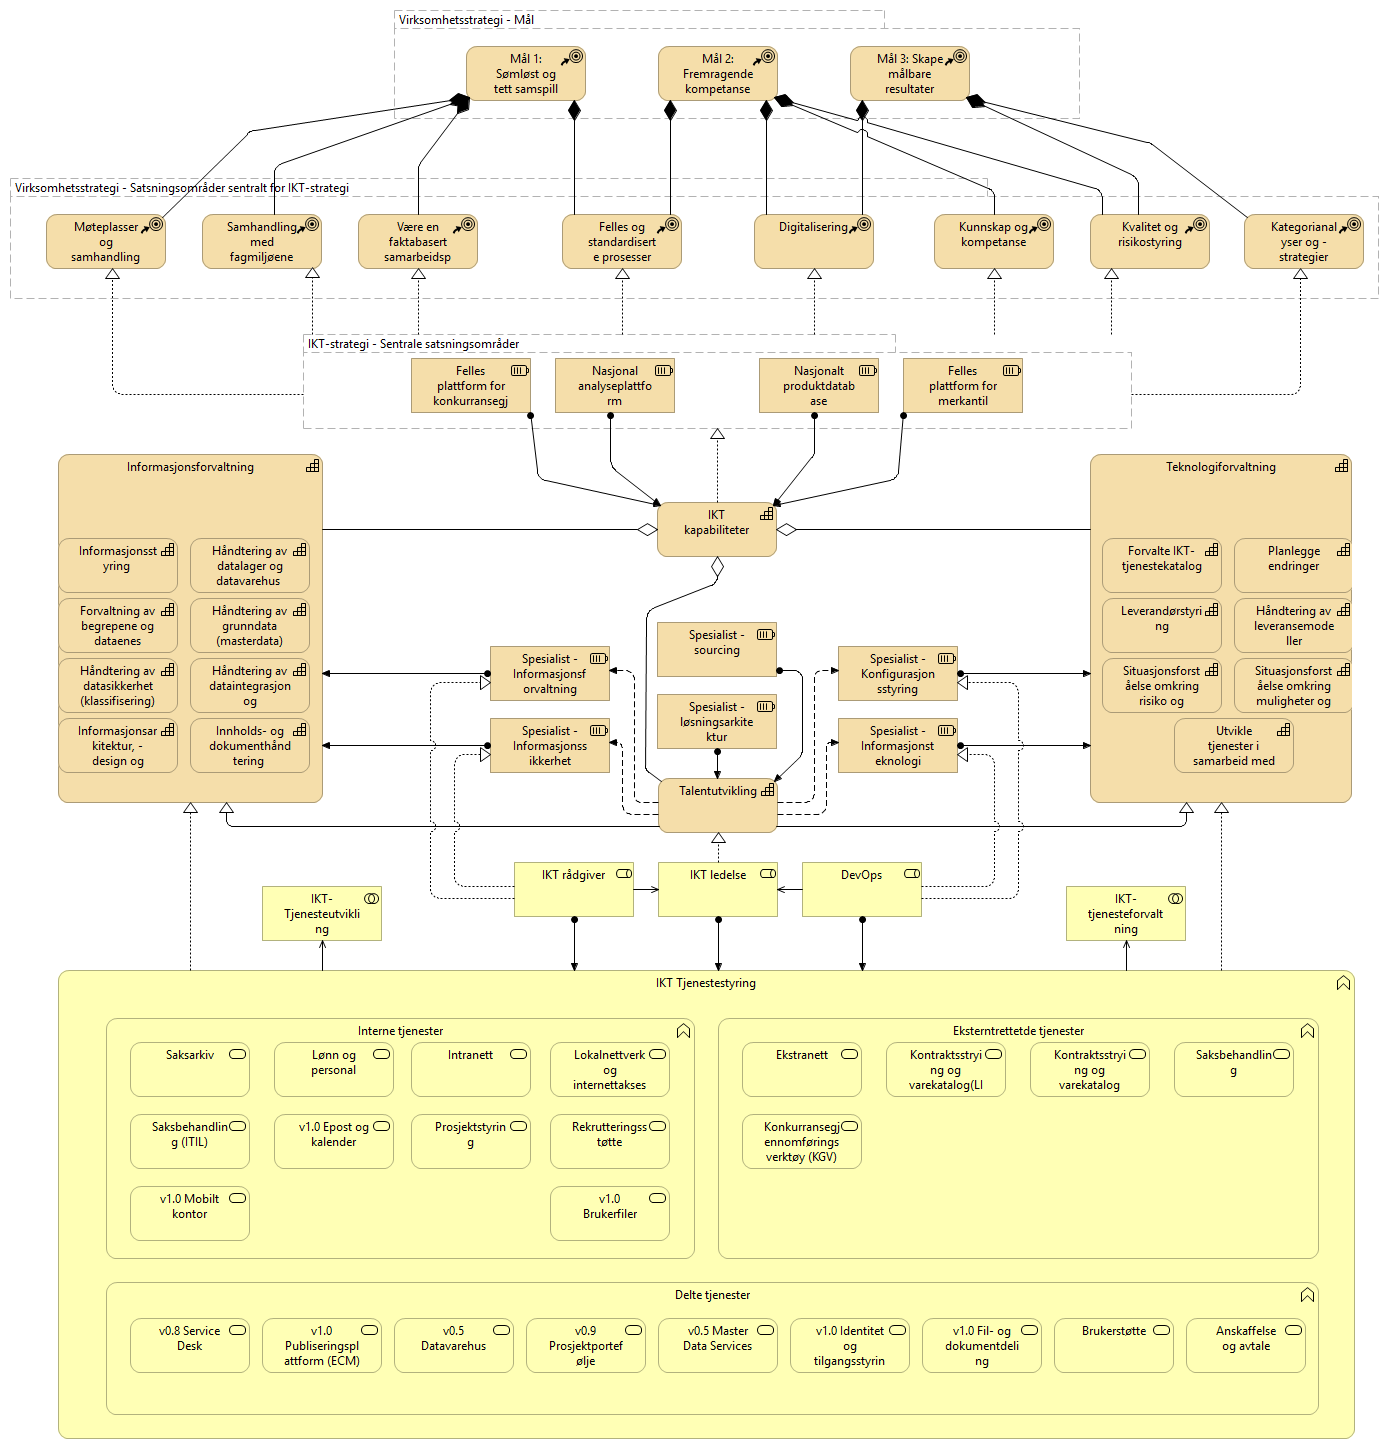 Virksomhetsstrategi - Mål
Mål 1:
Sømløst og
tett samspill
Mål 2:
Fremragende
kompetanse
Mål 3: Skape
målbare
resultater
Virksomhetsstrategi - Satsningsområder sentralt for IKT-strategi
Møteplasser
og
samhandling
Samhandling
med
fagmiljøene
Være en
faktabasert
samarbeidsp
Felles og
standardisert
e prosesser
Digitalisering
Kunnskap og
kompetanse
Kvalitet og
risikostyring
Kategorianal
yser og -
strategier
IKT-strategi - Sentrale satsningsområder
Felles
plattform for
konkurransegj
Nasjonal
analyseplattfo
rm
Nasjonalt
produktdatab
ase
Felles
plattform for
merkantil
Informasjonsforvaltning
Informasjonsst
yring
Håndtering av
datalager og
datavarehus
Forvaltning av
begrepene og
dataenes
Håndtering av
grunndata
(masterdata)
Håndtering av
datasikkerhet
(klassifisering)
Håndtering av
dataintegrasjon
og
Informasjonsar
kitektur, -
design og
Innholds- og
dokumenthånd
tering
IKT
kapabiliteter
Teknologiforvaltning
Forvalte IKT-
tjenestekatalog
Planlegge
endringer
Leverandørstyri
ng
Håndtering av
leveransemode
ller
Situasjonsforst
åelse omkring
risiko og
Situasjonsforst
åelse omkring
muligheter og
Utvikle
tjenester i
samarbeid med
Spesialist -
sourcing
Spesialist -
Informasjonsf
orvaltning
Spesialist -
Konfigurasjon
sstyring
Spesialist -
løsningsarkite
ktur
Spesialist -
Informasjonss
ikkerhet
Spesialist -
Informasjonst
eknologi
Talentutvikling
IKT rådgiver
IKT ledelse
DevOps
IKT-
Tjenesteutvikli
ng
IKT-
tjenesteforvalt
ning
IKT Tjenestestyring
Interne tjenester
Saksarkiv
Lønn og
personal
Intranett
Lokalnettverk
og
internettakses
Saksbehandlin
g (ITIL)
v1.0 Epost og
kalender
Prosjektstyrin
g
Rekrutteringss
tøtte
v1.0 Mobilt
kontor
v1.0
Brukerfiler
Eksterntrettetde tjenester
Ekstranett
Kontraktsstryi
ng og
varekatalog(LI
Kontraktsstryi
ng og
varekatalog
Saksbehandlin
g
Konkurransegj
ennomførings
verktøy (KGV)
Delte tjenester
v0.8 Service
Desk
v1.0
Publiseringspl
attform (ECM)
v0.5
Datavarehus
v0.9
Prosjektportef
ølje
v0.5 Master
Data Services
v1.0 Identitet
og
tilgangsstyrin
v1.0 Fil- og
dokumentdeli
ng
Brukerstøtte
Anskaffelse
og avtale